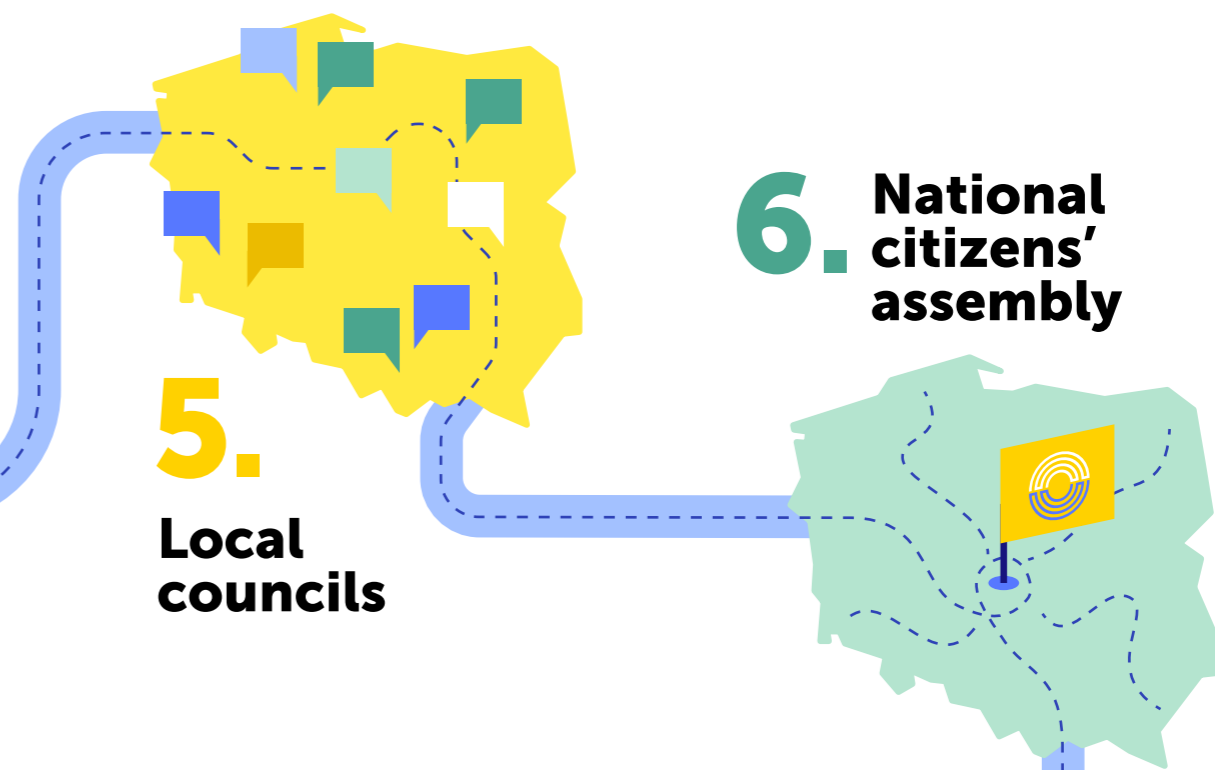 5.
Local
councils
6.
National
citizens’
assembly